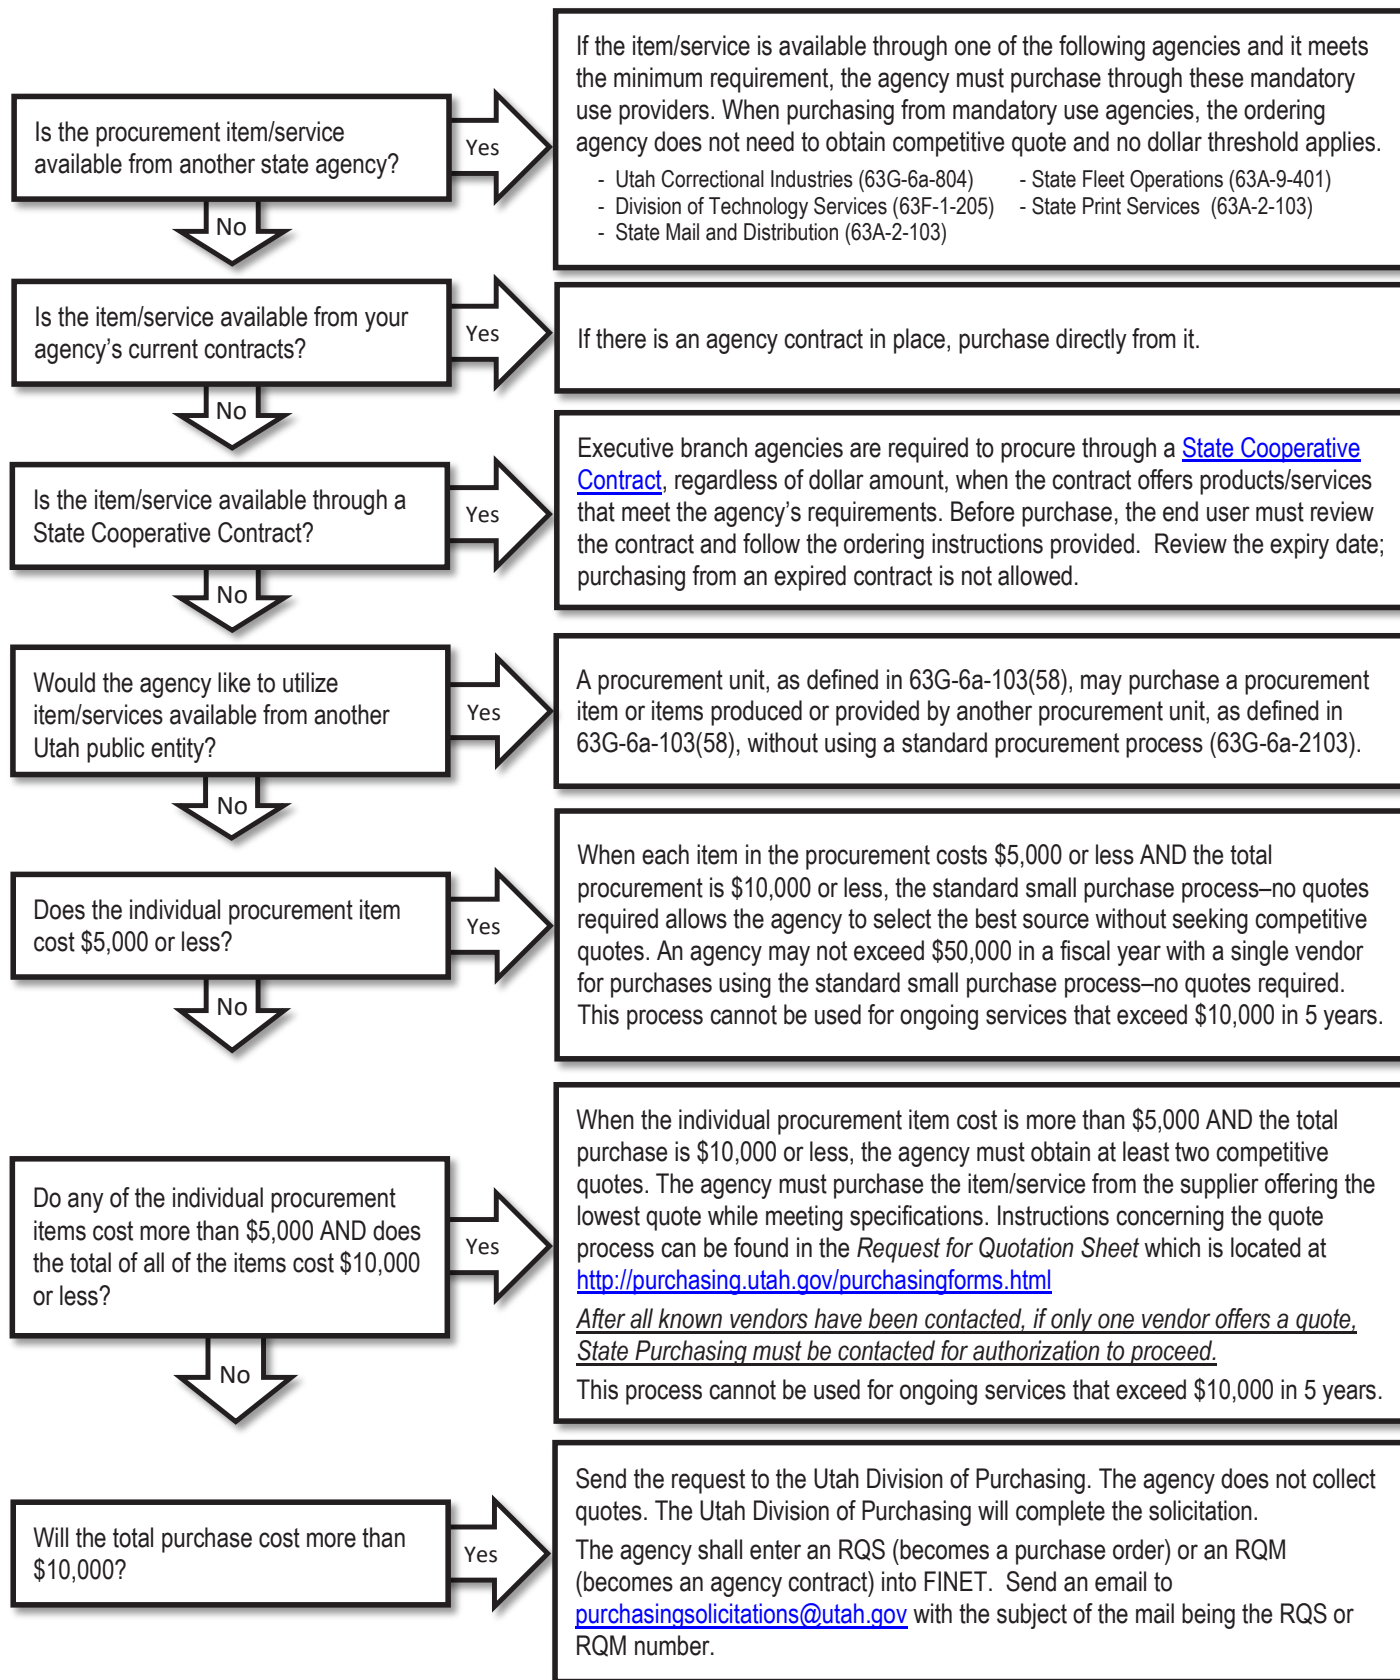 Is the procurement item/service
available from another state agency?
Yes
If the item/service is available through one of the following agencies and it meets
the minimum requirement, the agency must purchase through these mandatory
use providers. When purchasing from mandatory use agencies, the ordering
agency does not need to obtain competitive quote and no dollar threshold applies.
- Utah Correctional Industries (63G-6a-804)
- State Fleet Operations (63A-9-401)
- Division of Technology Services (63F-1-205)
- State Print Services (63A-2-103)
- State Mail and Distribution (63A-2-103)
No
Is the item/service available from your
agency's current contracts?
Yes
If there is an agency contract in place, purchase directly from it.
No
Is the item/service available through a
State Cooperative Contract?
Yes
Executive branch agencies are required to procure through a State Cooperative
Contract, regardless of dollar amount, when the contract offers products/services
that meet the agency's requirements. Before purchase, the end user must review
the contract and follow the ordering instructions provided. Review the expiry date;
purchasing from an expired contract is not allowed.
No
Would the agency like to utilize
item/services available from another
Utah public entity?
Yes
A procurement unit, as defined in 63G-6a-103(58), may purchase a procurement
item or items produced or provided by another procurement unit, as defined in
63G-6a-103(58), without using a standard procurement process (63G-6a-2103).
No
Does the individual procurement item
cost $5,000 or less?
Yes
When each item in the procurement costs $5,000 or less AND the total
procurement is $10,000 or less, the standard small purchase process–no quotes
required allows the agency to select the best source without seeking competitive
quotes. An agency may not exceed $50,000 in a fiscal year with a single vendor
for purchases using the standard small purchase process–no quotes required.
This process cannot be used for ongoing services that exceed $10,000 in 5 years.
No
Do any of the individual procurement
items cost more than $5,000 AND does
the total of all of the items cost $10,000
or less?
Yes
When the individual procurement item cost is more than $5,000 AND the total
purchase is $10,000 or less, the agency must obtain at least two competitive
quotes. The agency must purchase the item/service from the supplier offering the
lowest quote while meeting specifications. Instructions concerning the quote
process can be found in the Request for Quotation Sheet which is located at
http://purchasing.utah.gov/purchasingforms.html
After all known vendors have been contacted, if only one vendor offers a quote,
State Purchasing must be contacted for authorization to proceed.
This process cannot be used for ongoing services that exceed $10,000 in 5 years.
No
Will the total purchase cost more than
$10,000?
Yes
Send the request to the Utah Division of Purchasing. The agency does not collect
quotes. The Utah Division of Purchasing will complete the solicitation.
The agency shall enter an RQS (becomes a purchase order) or an RQM
(becomes an agency contract) into FINET. Send an email to
purchasingsolicitations@utah.gov with the subject of the mail being the RQS or
RQM number.